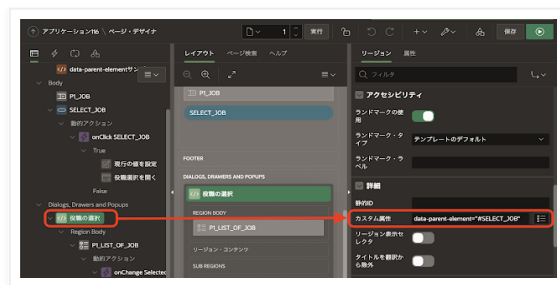 アプリケーション116 \ ページ・デザイナ
1
実行
保存
レイアウト ページ検索 ヘルプ
リージョン 属性
data-parent-elementサン
Body
P1_JOB
SELECT_JOB
動的アクション
onClick SELECT_JOB
True
現行の値を設定
役職選択を開く
False
Dialogs, Drawers and Popups
役職の選択
Region Body
P1_LIST_OF_JOB
動的アクション
onChange Selected
P1_JOB
SELECT_JOB
FOOTER
DIALOGS, DRAWERS AND POPUPS
役職の選択
REGION BODY
P1_LIST_OF_JOB
リージョン・コンテンツ
SUB REGIONS
フィルタ
アクセシビリティ
ランドマークの使
用
ランドマーク・タ
イプ
テンプレートのデフォルト
ランドマーク・ラ
ベル
詳細
静的ID
カスタム属性
data-parent-element="#SELECT_JOB"
リージョン表示セ
レクタ
タイトルを翻訳か
ら除外